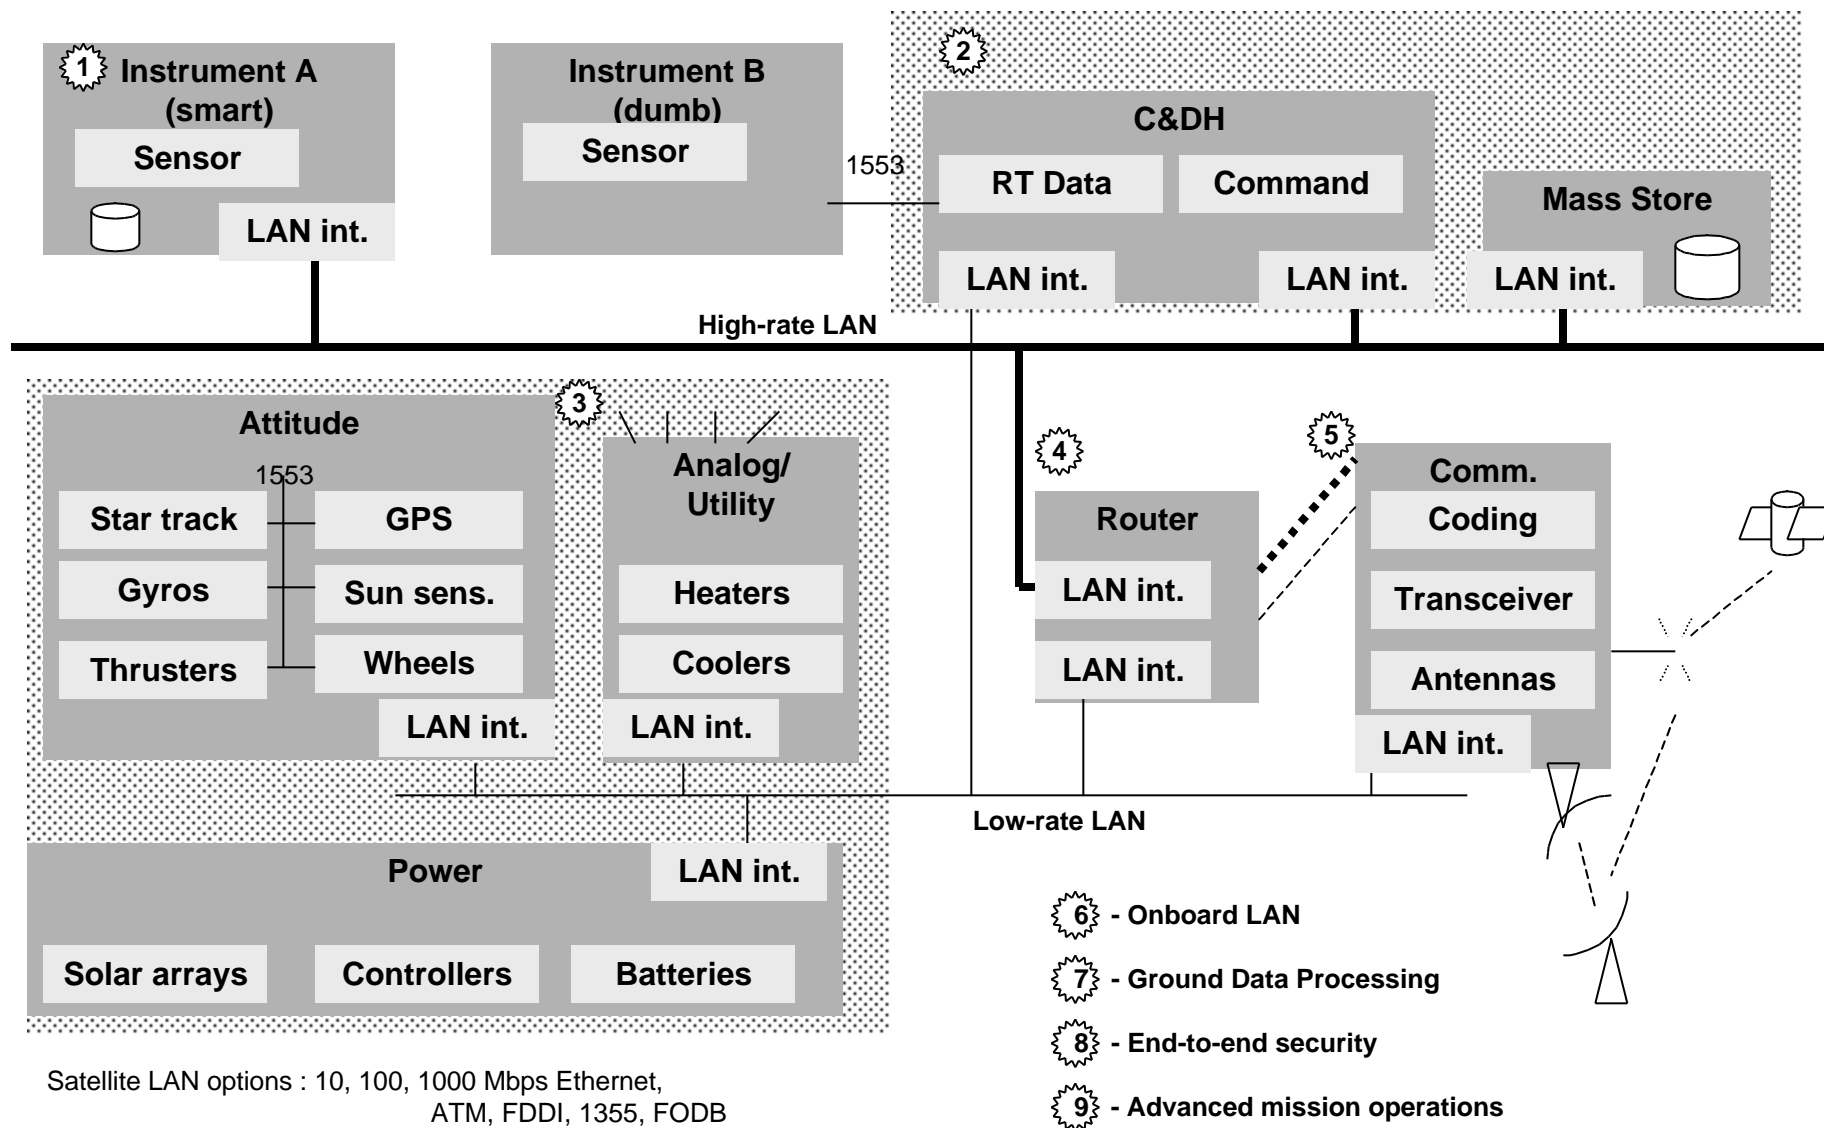 1
Instrument A
(smart)
Sensor
LAN int.
Instrument B
(dumb)
Sensor
1553
2
C&DH
RT Data
Command
LAN int.
LAN int.
Mass Store
LAN int.
High-rate LAN
Attitude
1553
Star track
GPS
Gyros
Sun sens.
Thrusters
Wheels
LAN int.
3
Analog/
Utility
Heaters
Coolers
LAN int.
4
Router
LAN int.
LAN int.
5
Comm.
Coding
Transceiver
Antennas
LAN int.
Low-rate LAN
Power
LAN int.
Solar arrays
Controllers
Batteries
6 - Onboard LAN
7 - Ground Data Processing
8 - End-to-end security
9 - Advanced mission operations
Satellite LAN options : 10, 100, 1000 Mbps Ethernet,
ATM, FDDI, 1355, FODB